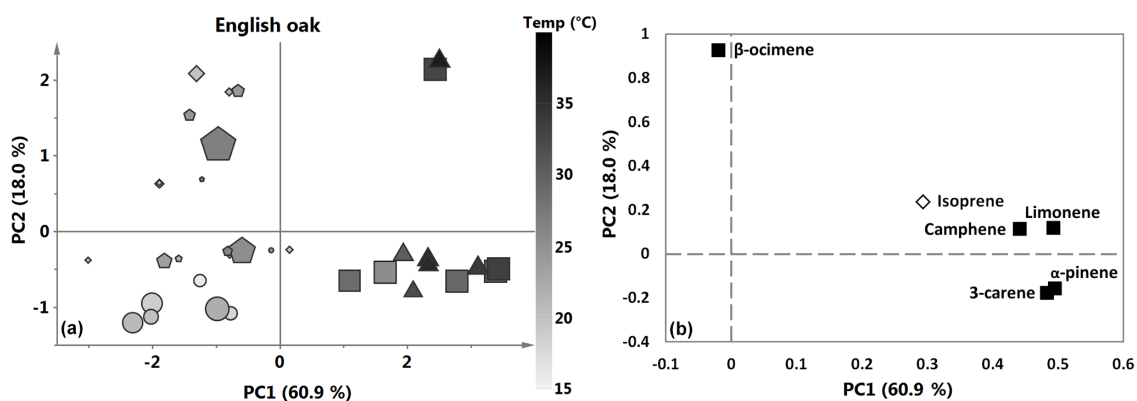 English oak
Temp (°C)
2
1
0
-1
PC2 (18.0 %)
(a)
-2
0
2
PC1 (60.9 %)
35
30
25
20
15
1
0.8
0.6
0.4
0.2
0
-0.2
-0.4
PC2 (18.0 %)
β-ocimene
Isoprene
Limonene
Camphene
α-pinene
3-carene
(b)
-0.1
0
0.1
0.2
0.3
0.4
0.5
0.6
PC1 (60.9 %)